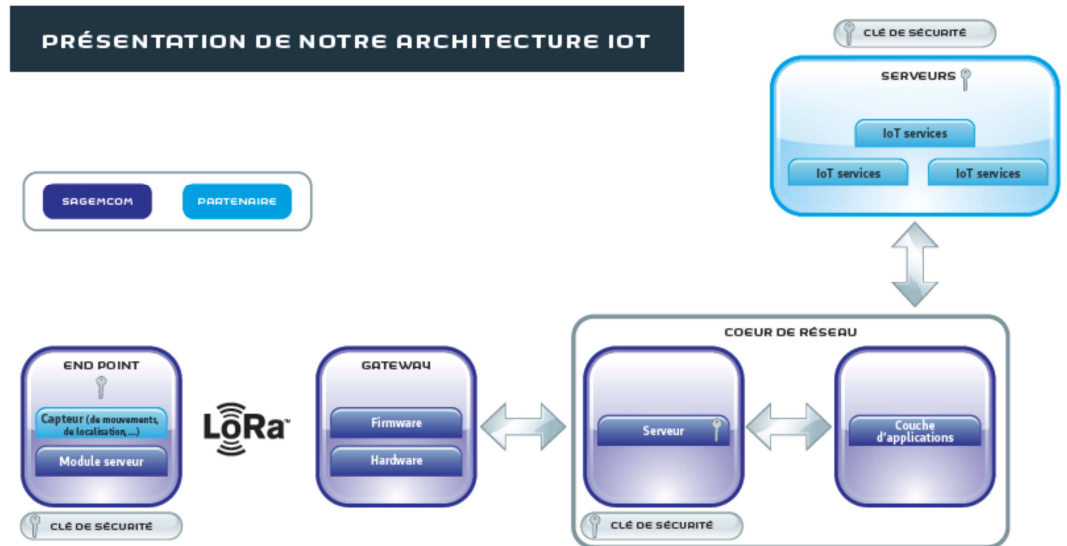 PRÉSENTATION DE NOTRE ARCHITECTURE IOT
CLÉ DE SÉCURITÉ
SERVEURS
IoT services
IoT services
IoT services
SAGEMCOM
PARTENAIRE
COEUR DE RÉSEAU
END POINT
Capteur (de mouvements,
de localisation,...)
Module serveur
CLÉ DE SÉCURITÉ
LoRa™
GATEWAY
Firmware
Hardware
Serveur
CLÉ DE SÉCURITÉ
Couche
d'applications